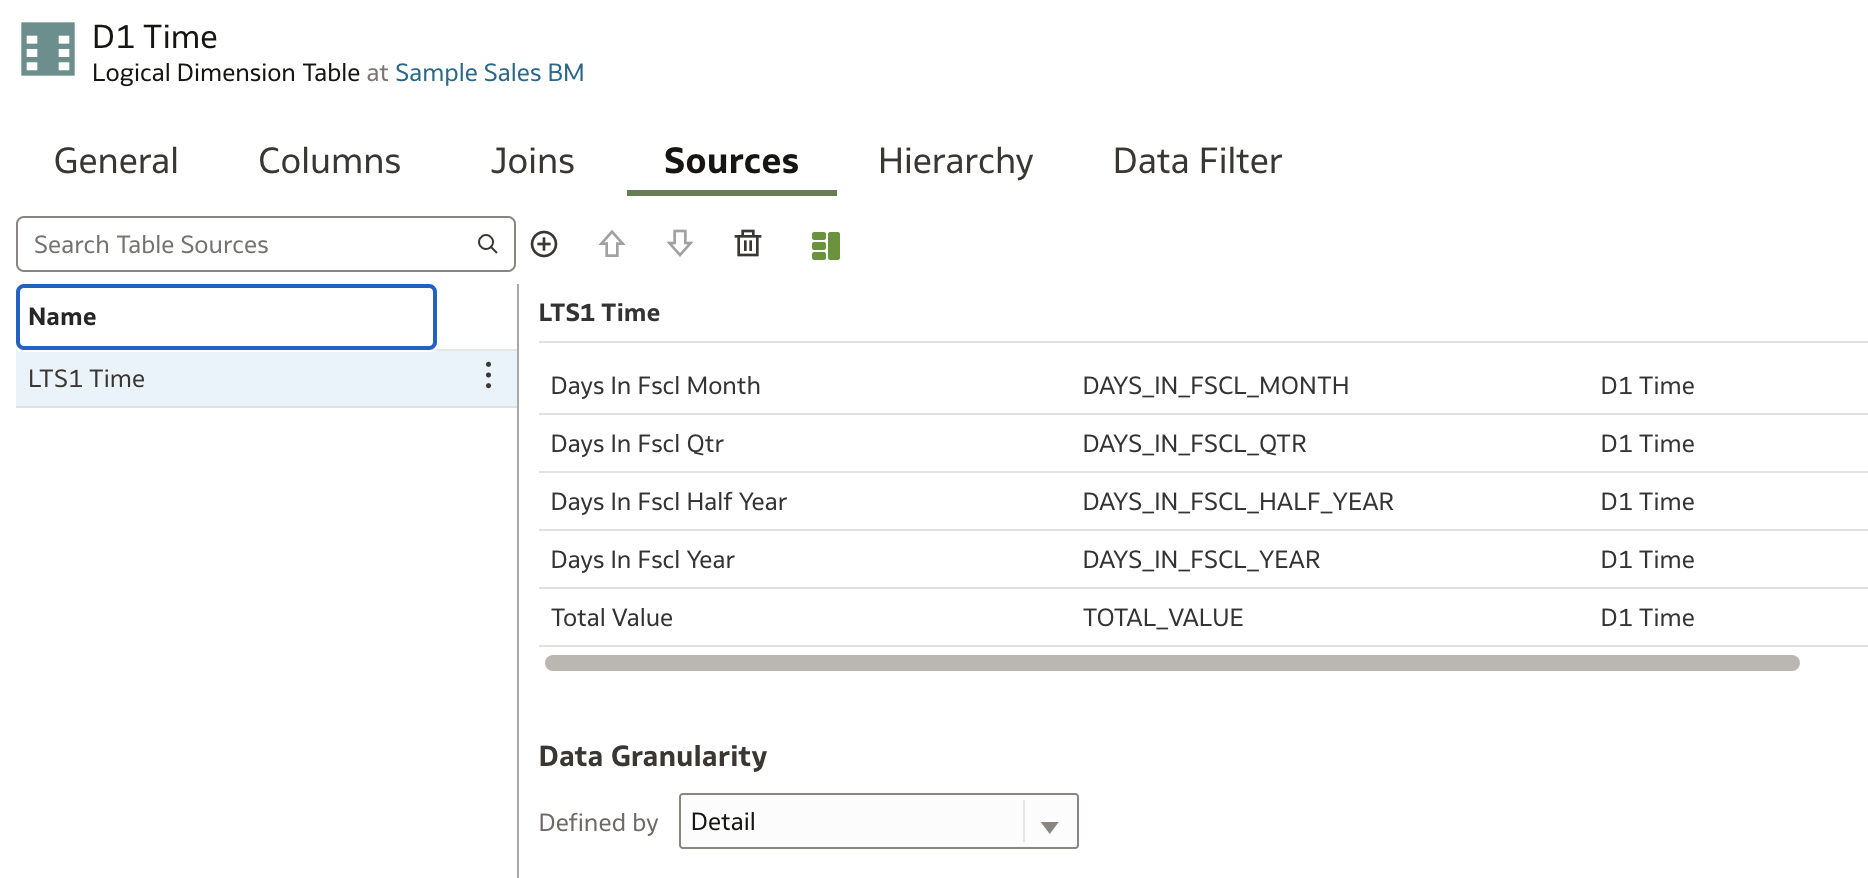 D1 Time
Logical Dimension Table at Sample Sales BM
General Columns Joins Sources Hierarchy Data Filter
Search Table Sources
Name
LTS1 Time
LTS1 Time
Days In Fscl Month DAYS_IN_FSCL_MONTH D1 Time
Days In Fscl Qtr DAYS_IN_FSCL_QTR D1 Time
Days In Fscl Half Year DAYS_IN_FSCL_HALF_YEAR D1 Time
Days In Fscl Year DAYS_IN_FSCL_YEAR D1 Time
Total Value TOTAL_VALUE D1 Time
Data Granularity
Defined by Detail